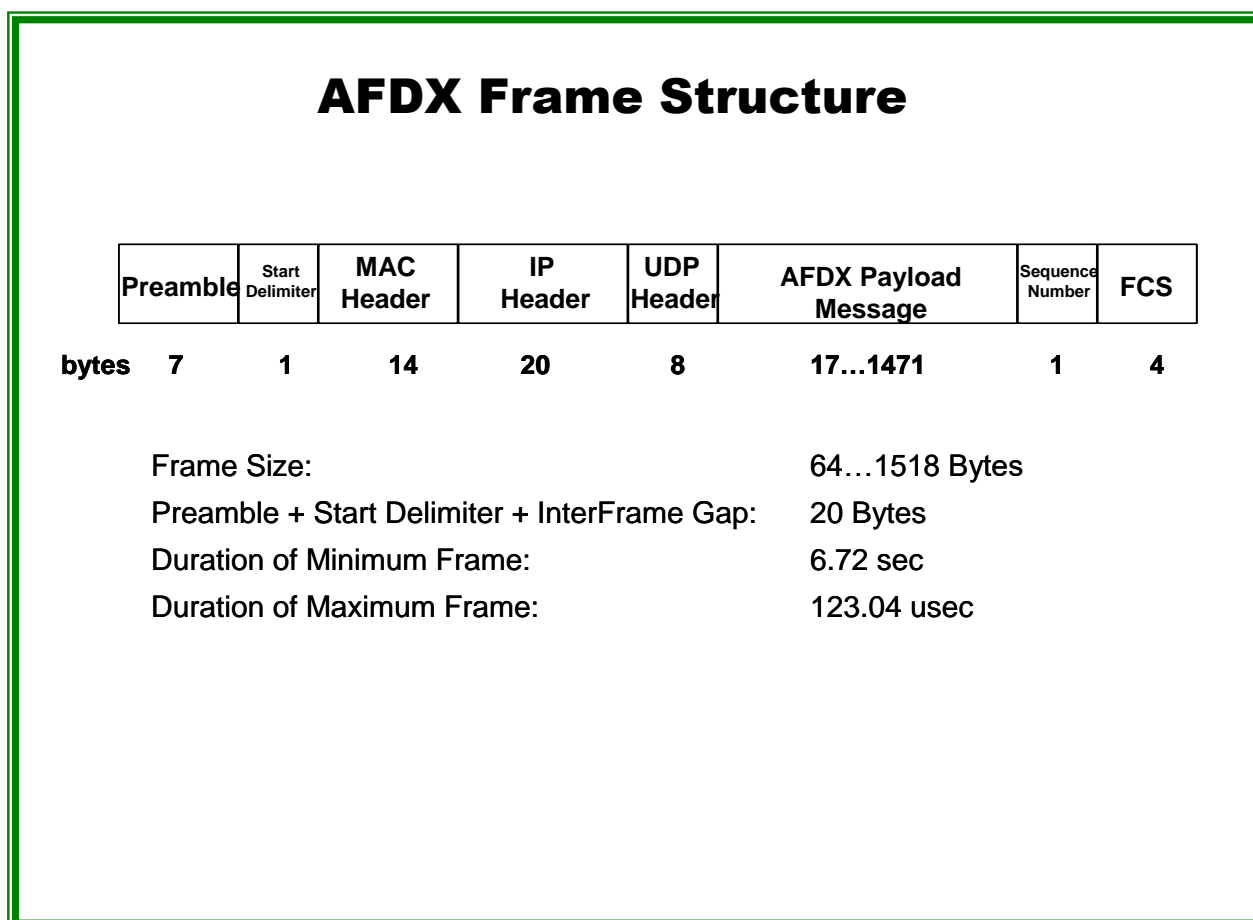 AFDX Frame Structure
Preamble
Start
Delimiter
MAC
Header
IP
Header
UDP
Header
AFDX Payload
Message
Sequence
Number
FCS
bytes 7 1 14 20 8 17…1471 1 4
Frame Size: 64…1518 Bytes
Preamble + Start Delimiter + InterFrame Gap: 20 Bytes
Duration of Minimum Frame: 6.72 sec
Duration of Maximum Frame: 123.04 usec